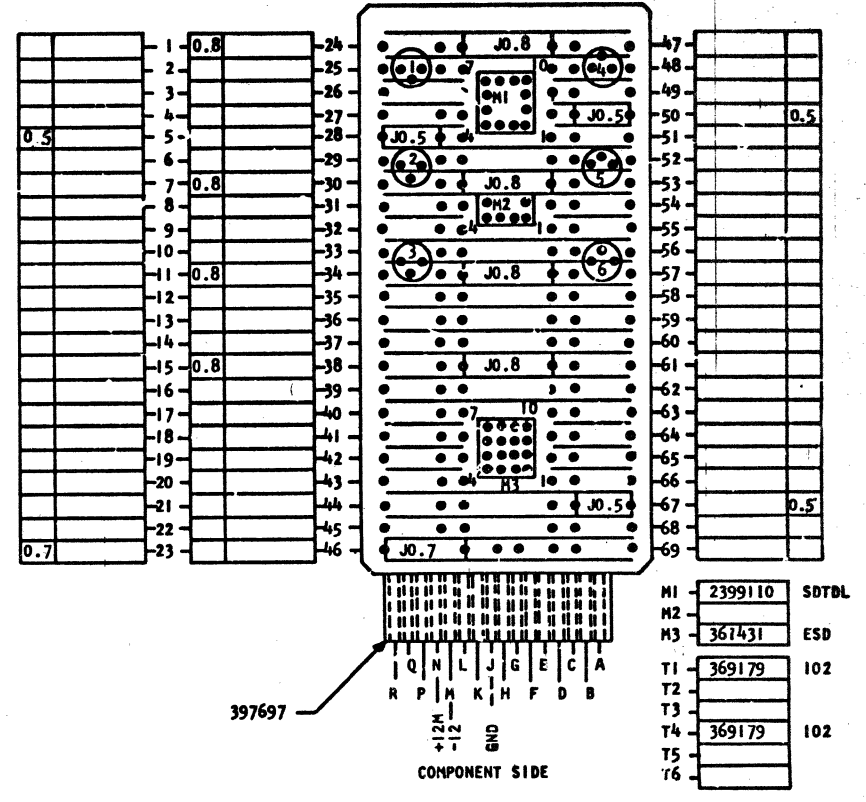 1 0.8 24 J0.8 47
2 25 1 7 10 4 48
3 26 M1 49
4 27 J0.5 50 0.5
0.5 5 28 J0.5 4 1 51
6 29 2 52
7 0.8 30 J0.8 5 53
8 31 M2 54
9 32 4 1 55
10 33 3 56
11 0.8 34 J0.8 6 57
12 35 58
13 36 59
14 37 60
15 0.8 38 J0.8 61
16 39 62
17 40 7 10 63
18 41 64
19 42 65
20 43 4 M3 1 66
21 44 J0.5 67 0.5
22 45 68
0.7 23 46 J0.7 69
M1 2399110 SDTDL
M2
M3 367431 ESD
T1 369179 102
T2
T3
T4 369179 102
T5
T6
Q N L J G E C A
R P M K H F D B
397697
+12M
-12
GND
COMPONENT SIDE